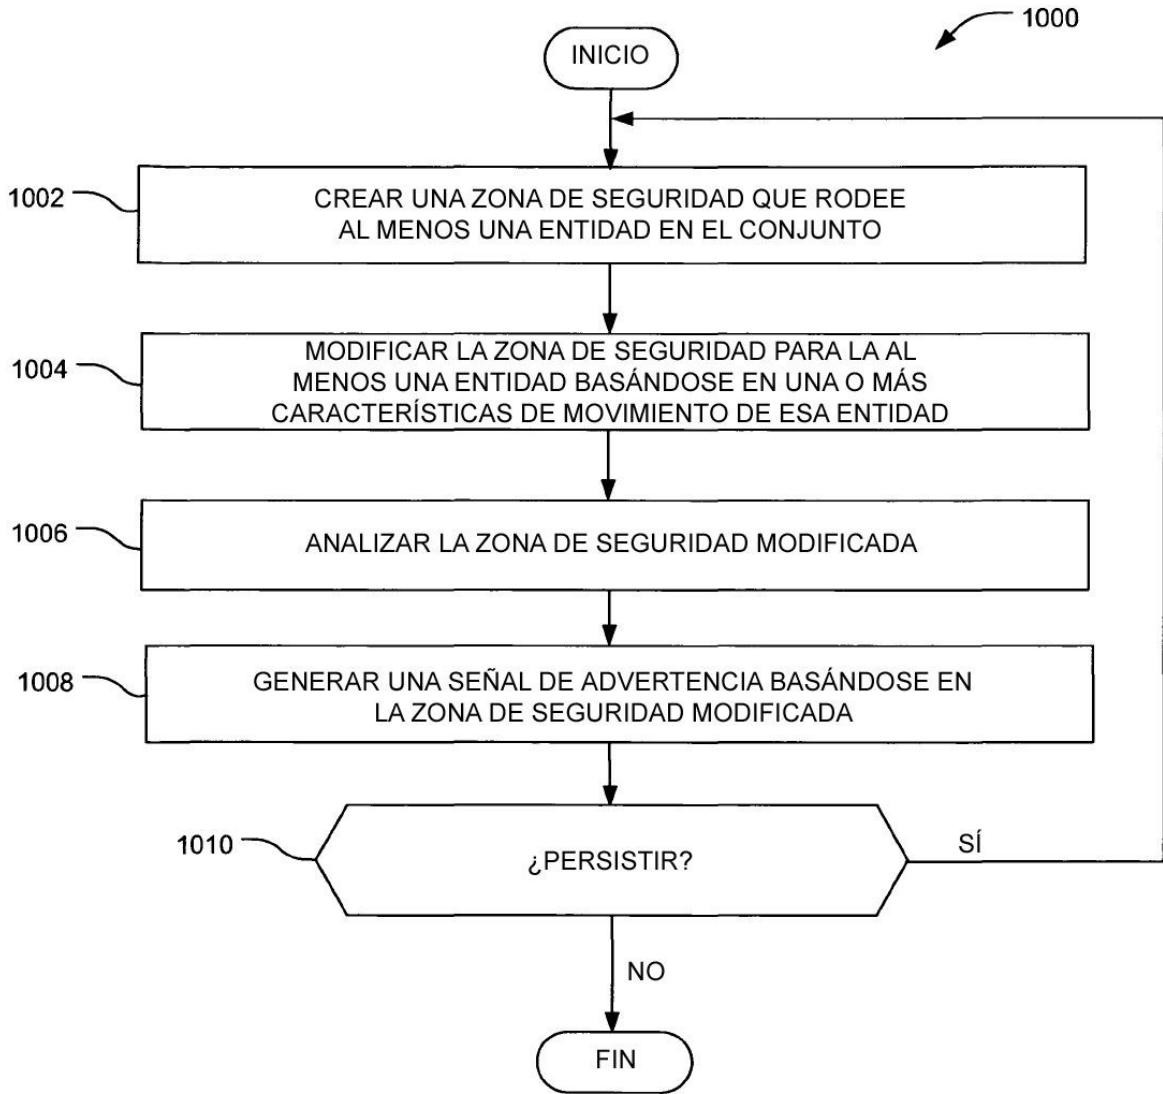 1000
INICIO
1002
CREAR UNA ZONA DE SEGURIDAD QUE RODEE
AL MENOS UNA ENTIDAD EN EL CONJUNTO
1004
MODIFICAR LA ZONA DE SEGURIDAD PARA LA AL
MENOS UNA ENTIDAD BASÁNDOSE EN UNA O MÁS
CARACTERÍSTICAS DE MOVIMIENTO DE ESA ENTIDAD
1006
ANALIZAR LA ZONA DE SEGURIDAD MODIFICADA
1008
GENERAR UNA SEÑAL DE ADVERTENCIA BASÁNDOSE EN
LA ZONA DE SEGURIDAD MODIFICADA
1010
¿PERSISTIR?
SÍ
NO
FIN